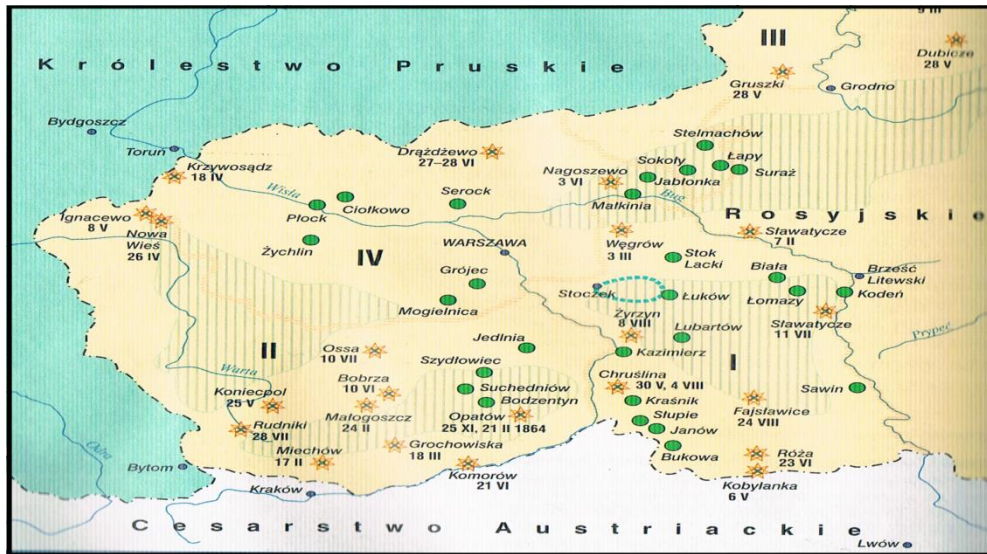 9 III
III
Dubicze
28 V
Królestwo Pruskie
Gruszki
28 V
Grodno
Bydgoszcz
Toruń
Stelmachów
Drążdżewo
27–28 VI
Krzywosądz
18 IV
Sokoły
Łapy
Nagoszewo
3 VI
Jabłonka
Suraż
Wisła
Serock
Małkinia
Bug
Ciołkowo
Płock
Ignacewo
8 V
Rosyjskie
Nowa
Wieś
26 IV
Sławatycze
7 II
Węgrów
3 III
Żychlin
WARSZAWA
Stok
Lacki
IV
Biała
Brześć
Litewski
Grójec
Stoczek
Łuków
Łomazy
Kodeń
Mogielnica
Żyrzyn
8 VIII
Sławatycze
11 VII
Lubartów
Prypeć
Jedlnia
Ossa
10 VII
II
Szydłowiec
Kazimierz
I
Warta
Bobrza
10 VI
Suchedniów
Chruślina
30 V, 4 VIII
Sawin
Koniecpol
25 V
Bodzentyn
Małogoszcz
24 II
Opatów
25 XI, 21 II 1864
Kraśnik
Fajsławice
24 VIII
Słupie
Rudniki
28 VII
Janów
Odra
Grochowiska
18 III
Miechów
17 II
Bukowa
Róża
23 VI
Bytom
Komorów
21 VI
Kobylanka
6 V
Kraków
Cesarstwo Austriackie
Lwów